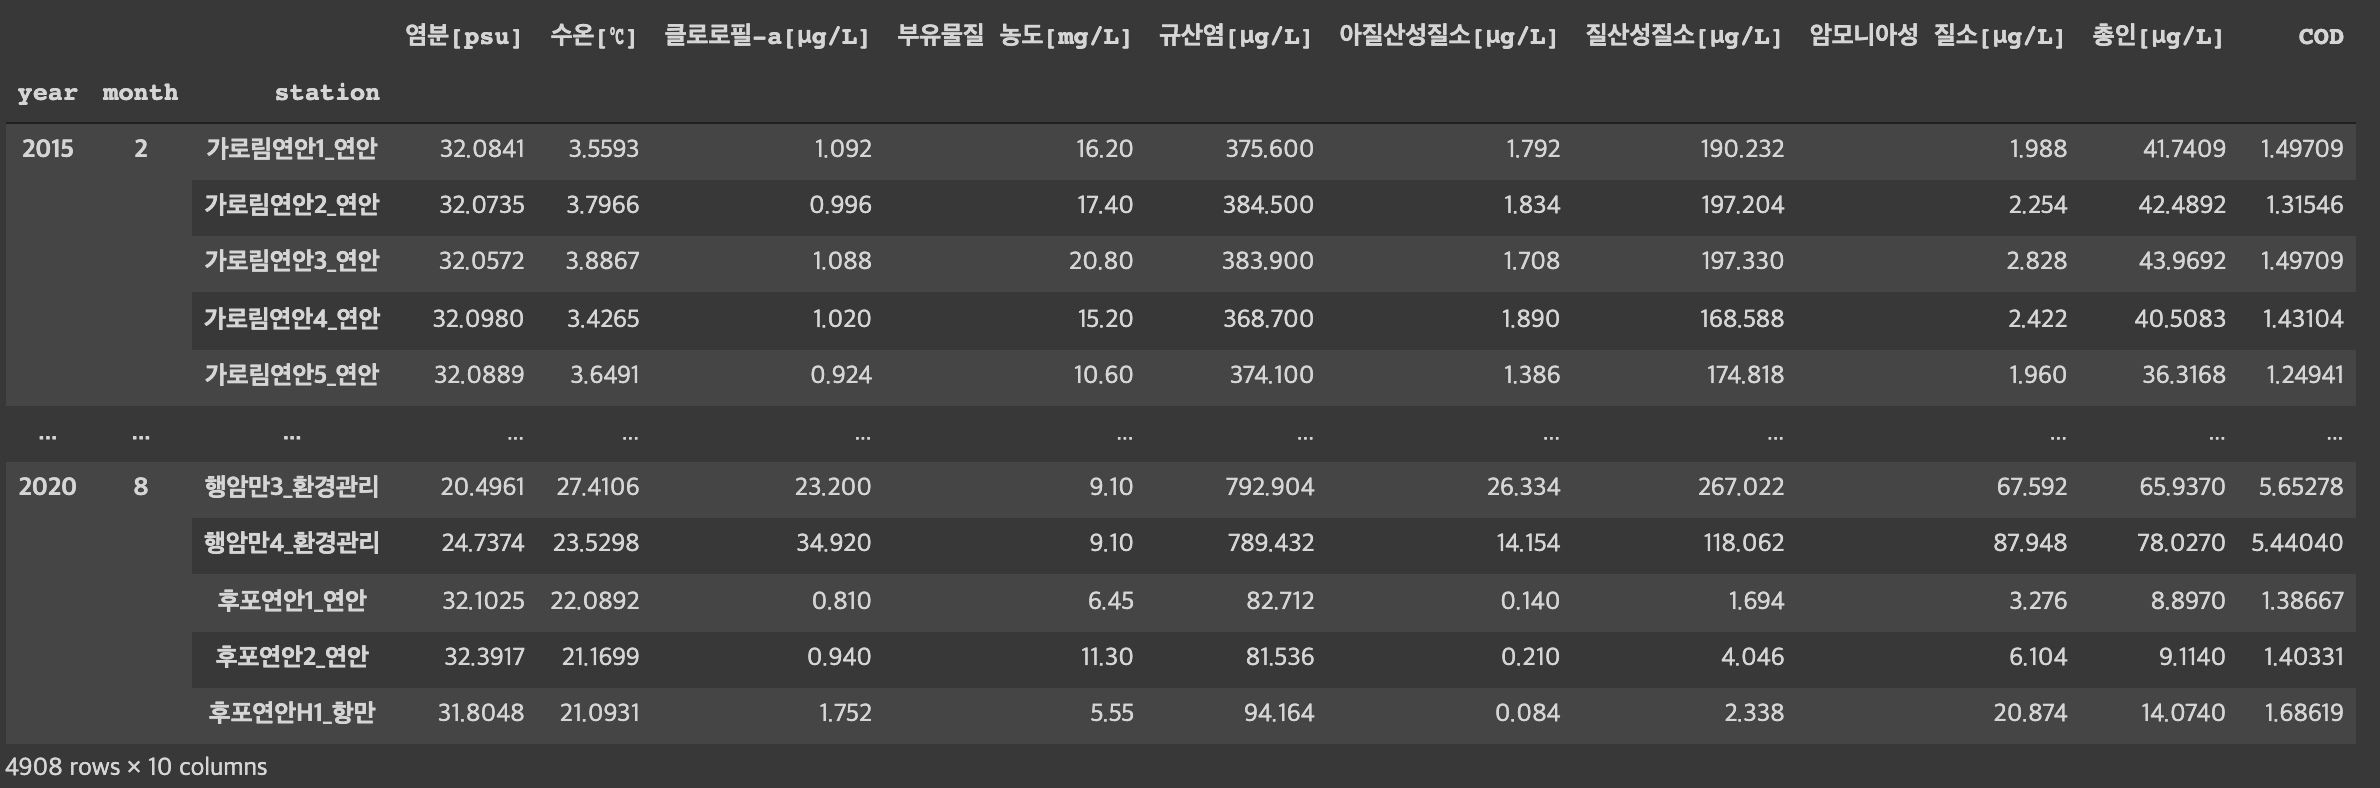 염분[psu] 수온[℃] 클로로필-a[μg/L] 부유물질 농도[mg/L] 규산염[μg/L] 아질산성질소[μg/L] 질산성질소[μg/L] 암모니아성 질소[μg/L] 총인[μg/L] COD
year month station
2015 2 가로림연안1_연안 32.0841 3.5593 1.092 16.20 375.600 1.792 190.232 1.988 41.7409 1.49709
가로림연안2_연안 32.0735 3.7966 0.996 17.40 384.500 1.834 197.204 2.254 42.4892 1.31546
가로림연안3_연안 32.0572 3.8867 1.088 20.80 383.900 1.708 197.330 2.828 43.9692 1.49709
가로림연안4_연안 32.0980 3.4265 1.020 15.20 368.700 1.890 168.588 2.422 40.5083 1.43104
가로림연안5_연안 32.0889 3.6491 0.924 10.60 374.100 1.386 174.818 1.960 36.3168 1.24941
... ... ... ... ... ... ... ... ... ... ... ... ...
2020 8 행암만3_환경관리 20.4961 27.4106 23.200 9.10 792.904 26.334 267.022 67.592 65.9370 5.65278
행암만4_환경관리 24.7374 23.5298 34.920 9.10 789.432 14.154 118.062 87.948 78.0270 5.44040
후포연안1_연안 32.1025 22.0892 0.810 6.45 82.712 0.140 1.694 3.276 8.8970 1.38667
후포연안2_연안 32.3917 21.1699 0.940 11.30 81.536 0.210 4.046 6.104 9.1140 1.40331
후포연안H1_항만 31.8048 21.0931 1.752 5.55 94.164 0.084 2.338 20.874 14.0740 1.68619
4908 rows × 10 columns